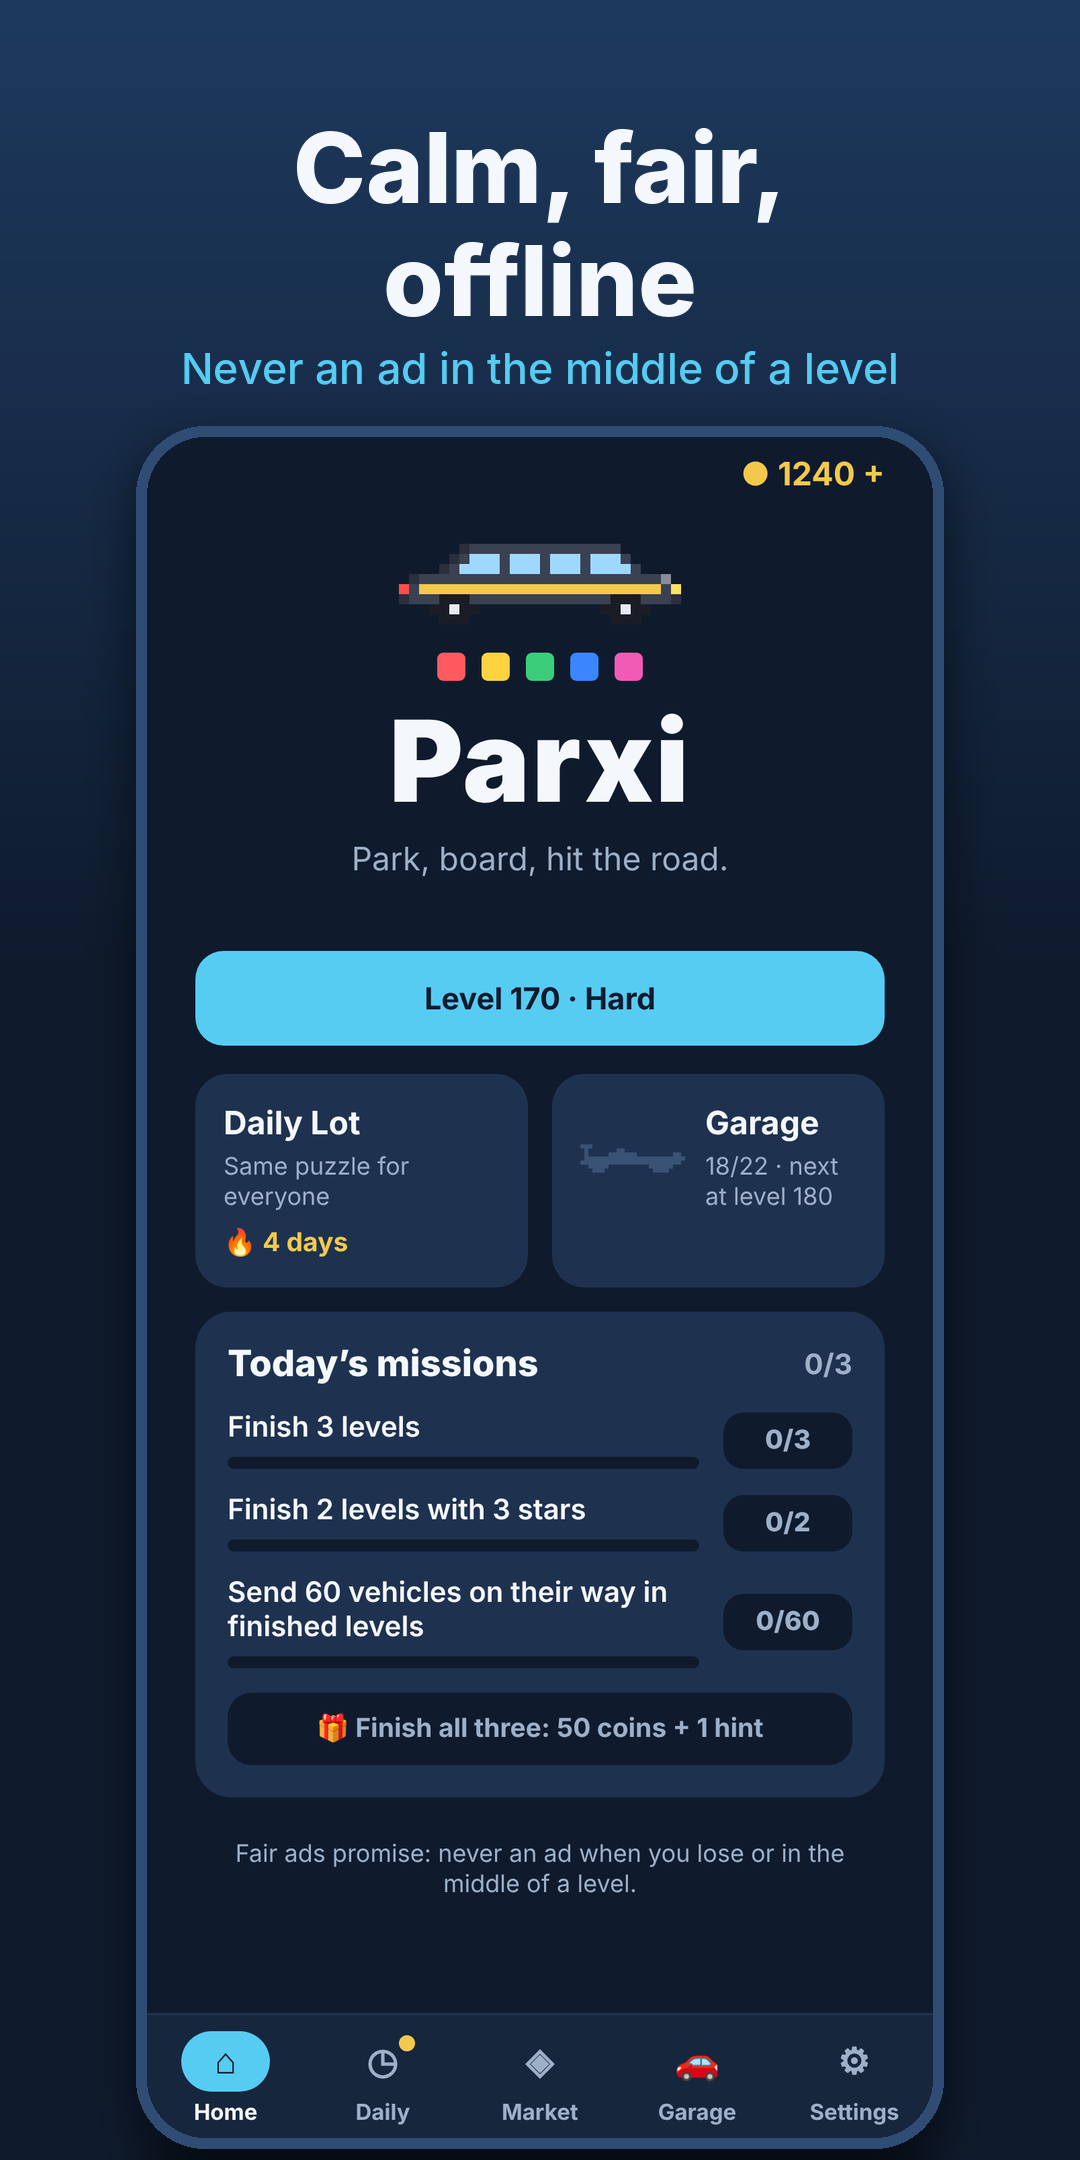 Calm, fair,
offline
Never an ad in the middle of a level
1240 +
Parxi
Park, board, hit the road.
Level 170 · Hard
Daily Lot
Same puzzle for
everyone
🔥 4 days
Garage
18/22 · next
at level 180
Today’s missions
0/3
Finish 3 levels
0/3
Finish 2 levels with 3 stars
0/2
Send 60 vehicles on their way in
finished levels
0/60
🎁 Finish all three: 50 coins + 1 hint
Fair ads promise: never an ad when you lose or in the
middle of a level.
Home
Daily
Market
Garage
Settings